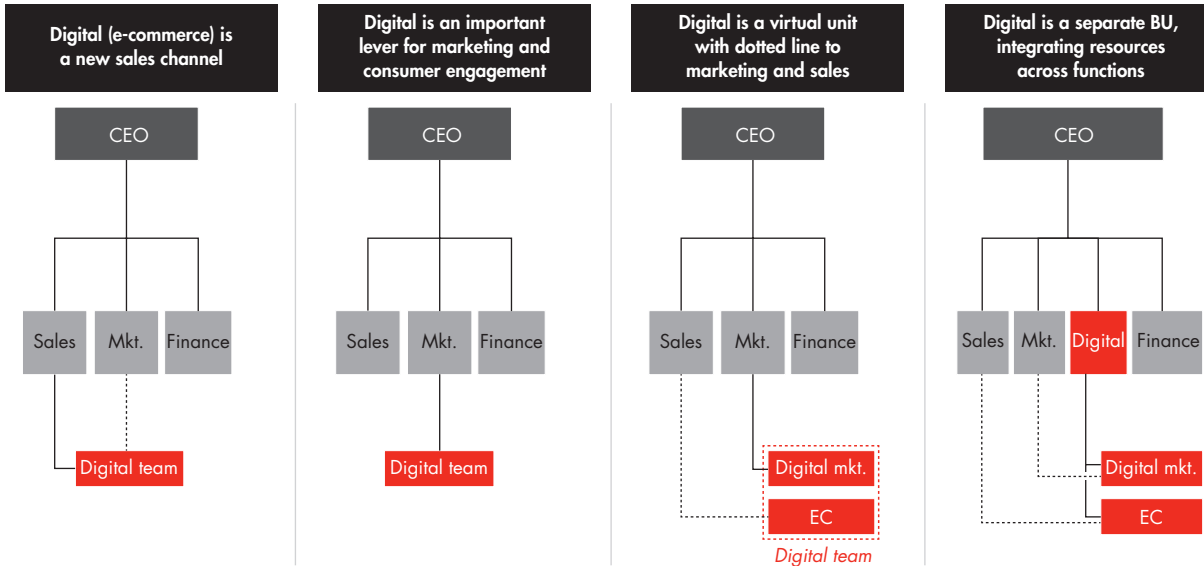 Digital (e-commerce) is
a new sales channel
CEO
Sales
Mkt.
Finance
Digital team
Digital is an important
lever for marketing and
consumer engagement
CEO
Sales
Mkt.
Finance
Digital team
Digital is a virtual unit
with dotted line to
marketing and sales
CEO
Sales
Mkt.
Finance
Digital mkt.
EC
Digital team
Digital is a separate BU,
integrating resources
across functions
CEO
Sales
Mkt.
Digital
Finance
Digital mkt.
EC